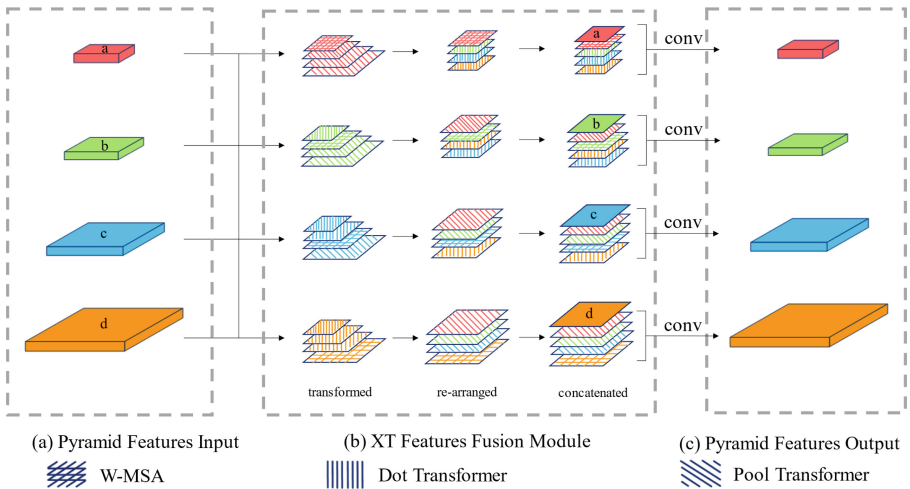 a
a
conv
b
b
conv
c
c
conv
d
d
conv
transformed
re-arranged
concatenated
(a) Pyramid Features Input
(b) XT Features Fusion Module
(c) Pyramid Features Output
W-MSA
Dot Transformer
Pool Transformer